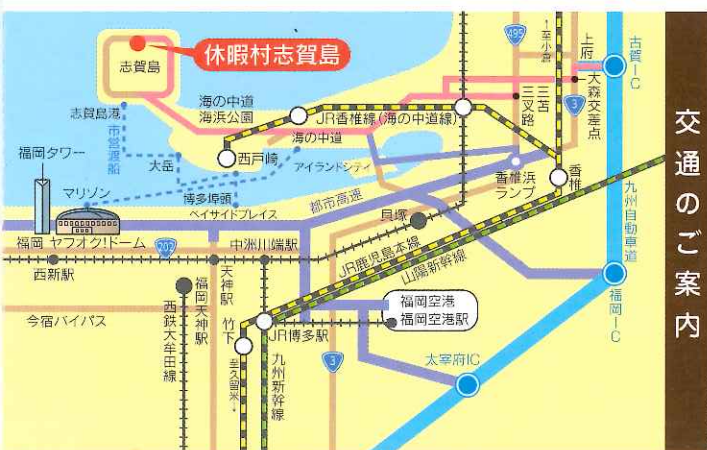 交通のご案内
休暇村志賀島
志賀島
志賀島港
市営渡船
海の中道
海浜公園
JR香椎線(海の中道線)
海の中道
西戸崎
大岳
アイランドシティ
博多埠頭
ベイサイドプレイス
福岡タワー
マリゾン
福岡 ヤフオク!ドーム
都市高速
貝塚
香椎浜
ランプ
香椎
495
←至小倉
上府
古賀IC
大森交差点
3
三苫
三叉路
九州自動車道
202
中洲川端駅
西新駅
天神駅
福岡天神駅
西鉄大牟田線
今宿バイパス
JR鹿児島本線
山陽新幹線
福岡空港
福岡空港駅
福岡IC
JR博多駅
竹下
至久留米→
九州新幹線
3
太宰府IC